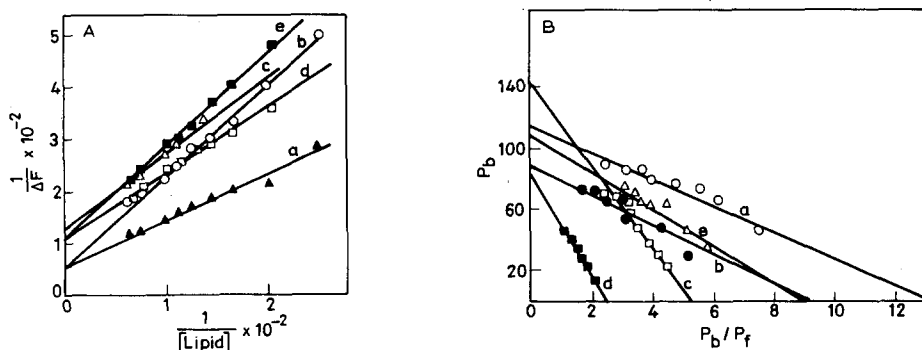 A
5
4
3
2
1
0
1/ΔF × 10⁻²
e
b
c
d
a
0 1 2
1/[Lipid] × 10⁻²
B
140
100
60
20
P_b
a
e
b
c
d
0 2 4 6 8 10 12
P_b / P_f